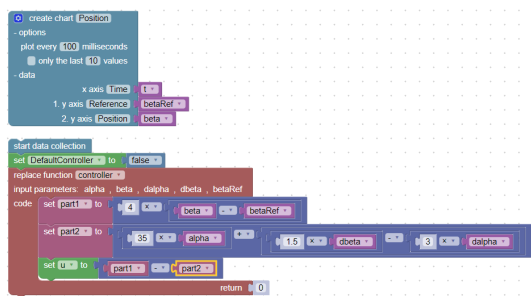 create chart Position
- options
plot every 100 milliseconds
only the last 10 values
- data
x axis Time t
1. y axis Reference betaRef
2. y axis Position beta
start data collection
set DefaultController to false
replace function controller
input parameters: alpha , beta , dalpha , dbeta , betaRef
code set part1 to 4 × beta - betaRef
set part2 to 35 × alpha + 1.5 × dbeta - 3 × dalpha
set u to part1 - part2
return 0